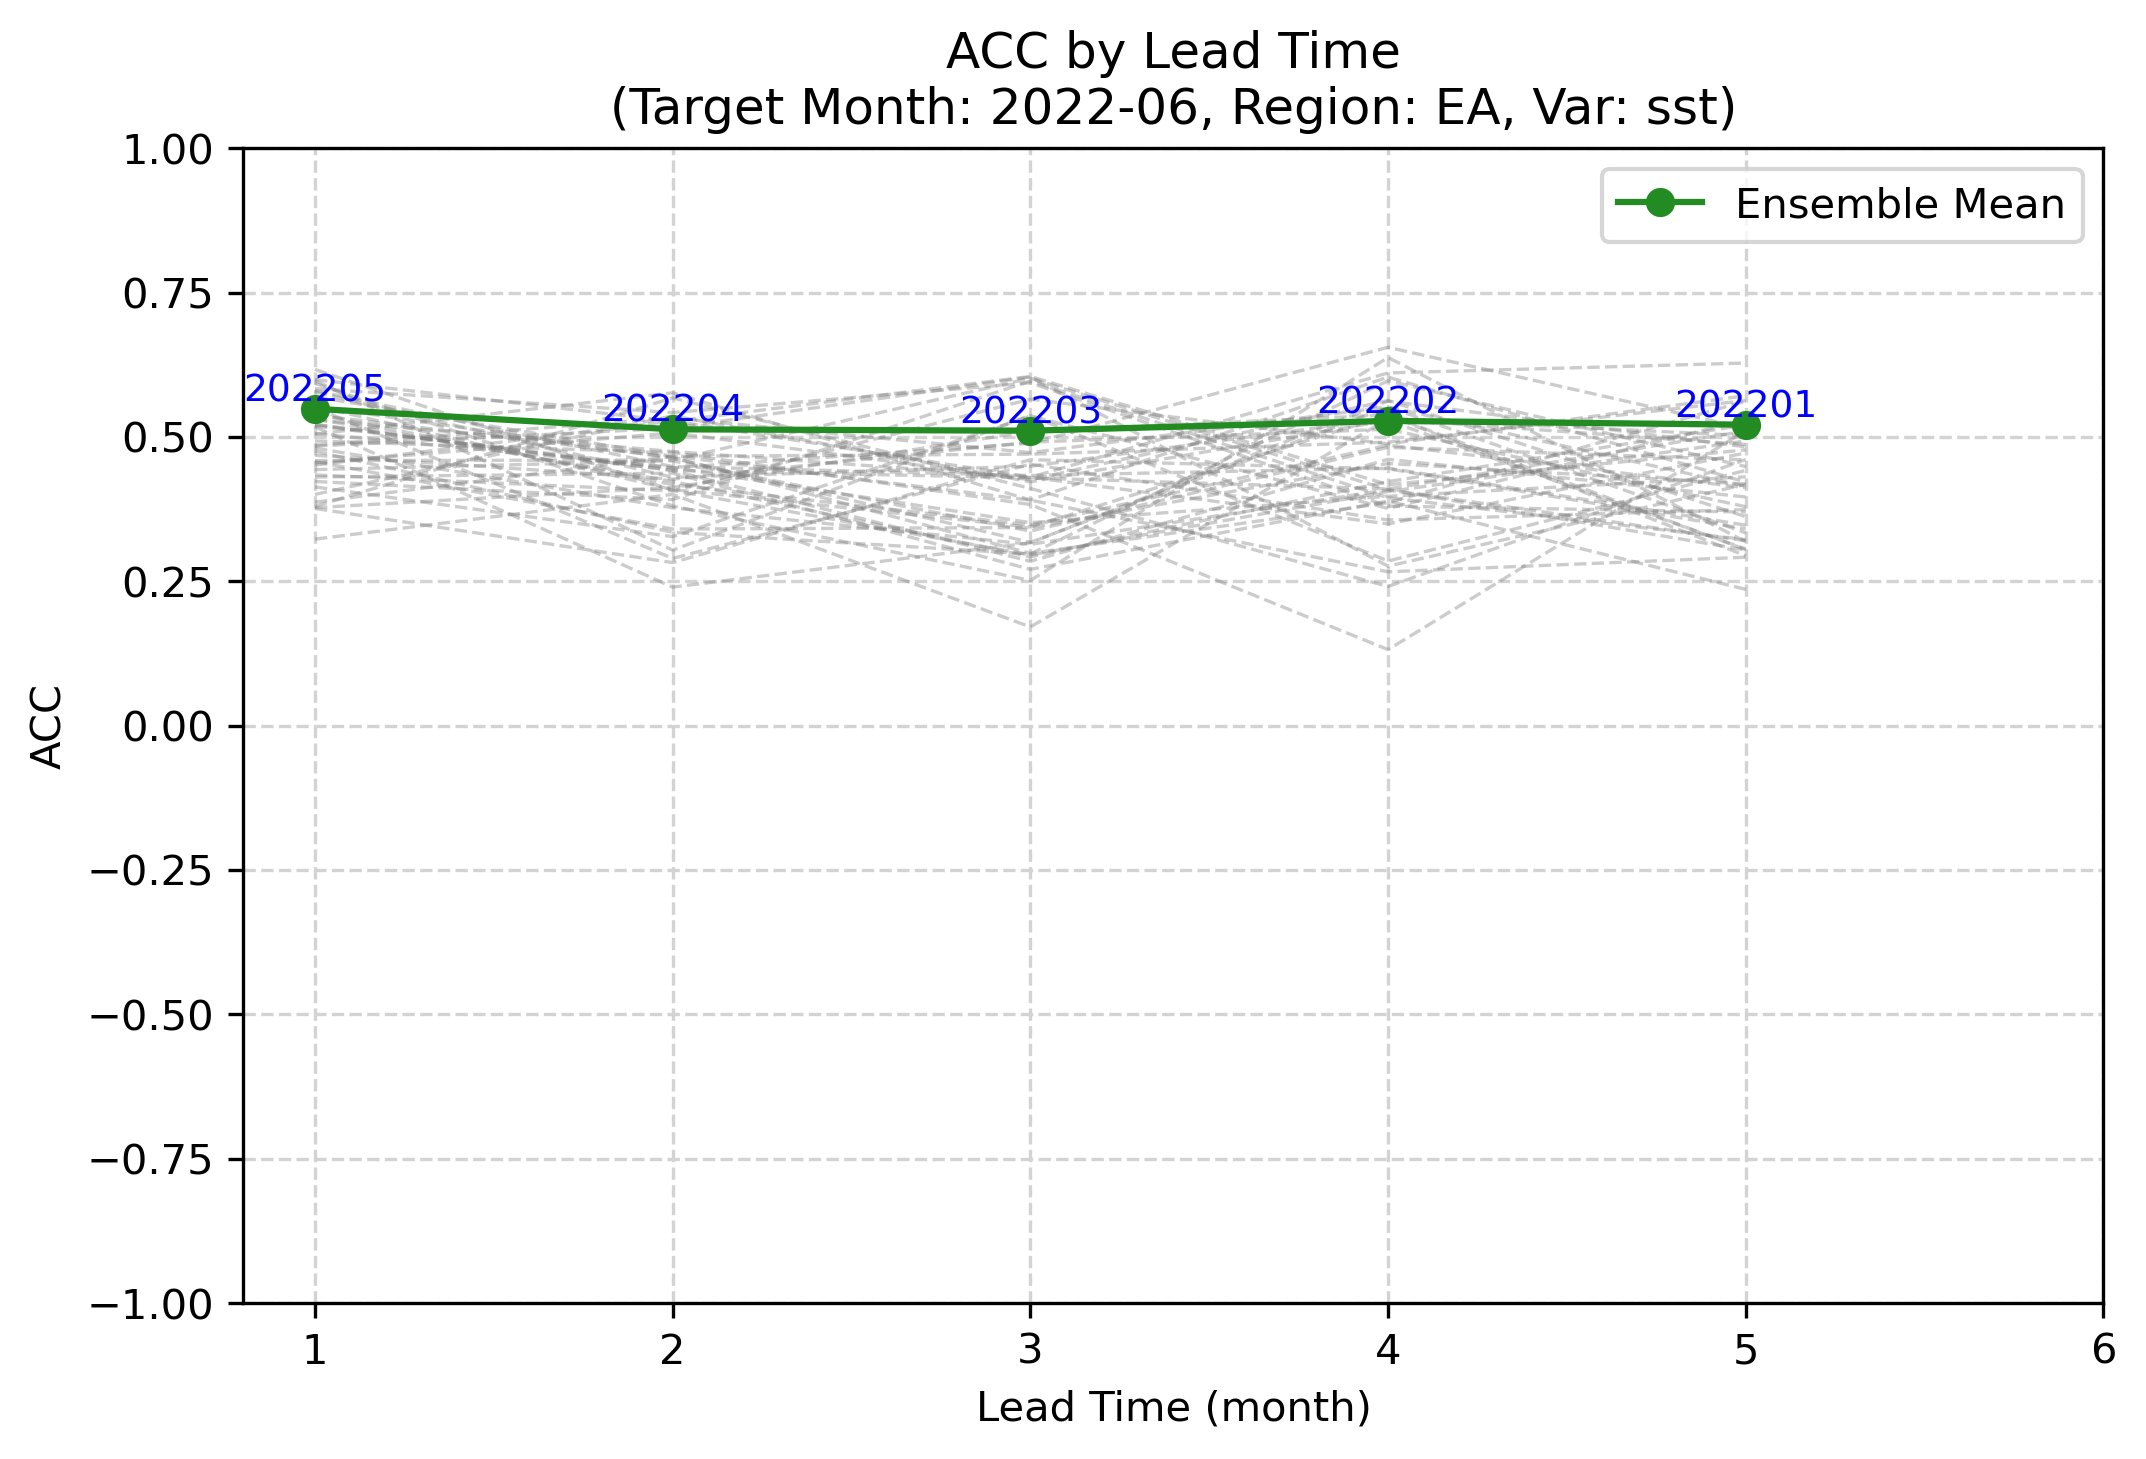 ACC by Lead Time
(Target Month: 2022-06, Region: EA, Var: sst)
1.00
0.75
0.50
0.25
0.00
−0.25
−0.50
−0.75
−1.00
ACC
Ensemble Mean
202205
202204
202203
202202
202201
1 2 3 4 5 6
Lead Time (month)